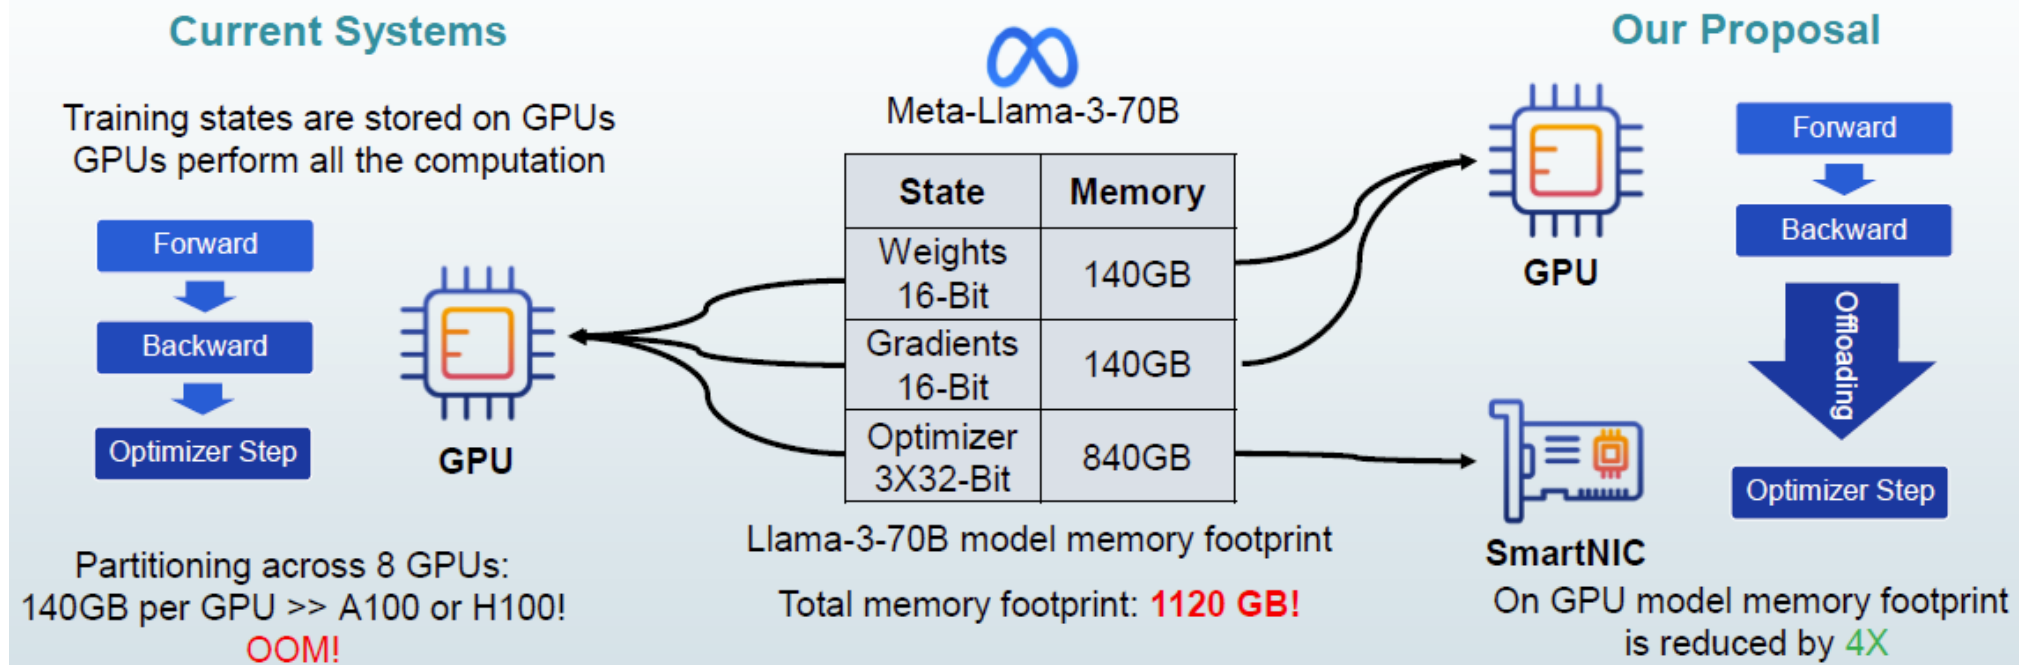 Current Systems
Training states are stored on GPUs
GPUs perform all the computation
Forward
Backward
Optimizer Step
GPU
Partitioning across 8 GPUs:
140GB per GPU >> A100 or H100!
OOM!
Meta-Llama-3-70B
State Memory
Weights
16-Bit
140GB
Gradients
16-Bit
140GB
Optimizer
3X32-Bit
840GB
Llama-3-70B model memory footprint
Total memory footprint: 1120 GB!
Our Proposal
GPU
Forward
Backward
Offloading
Optimizer Step
SmartNIC
On GPU model memory footprint
is reduced by 4X